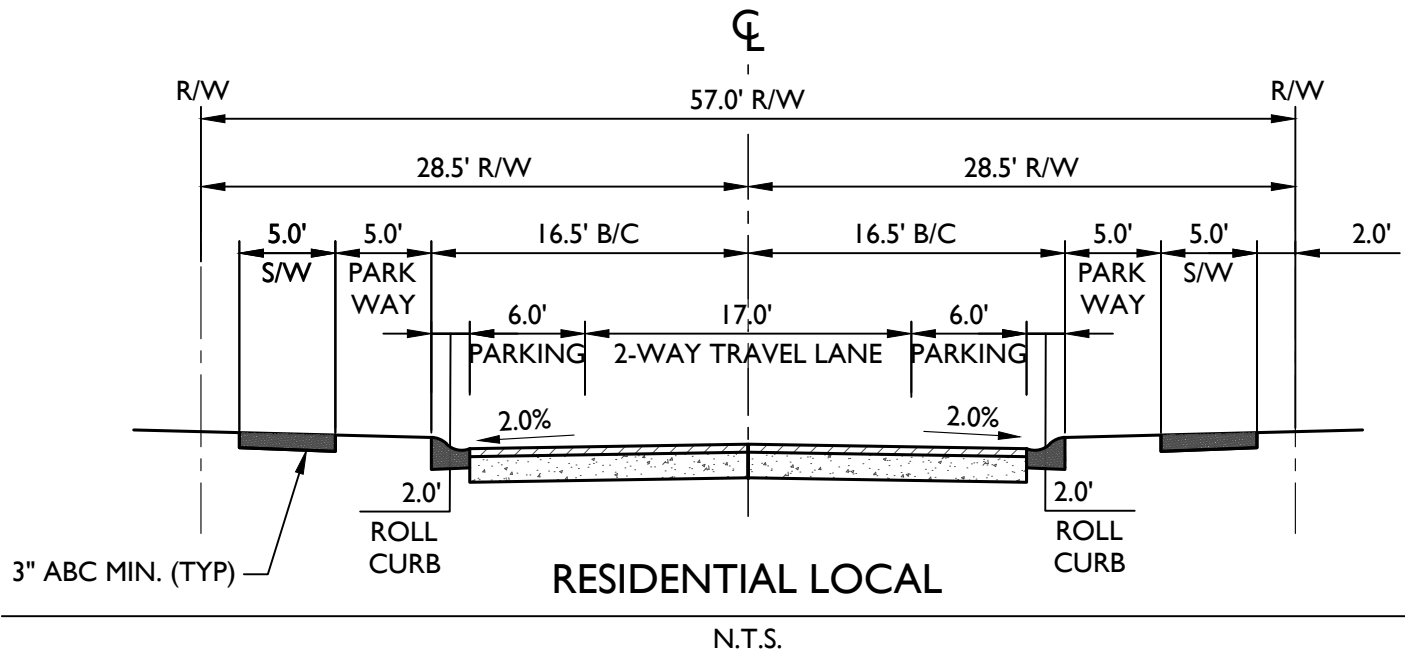 ℄
R/W
R/W
57.0' R/W
28.5' R/W
28.5' R/W
5.0'
5.0'
16.5' B/C
16.5' B/C
5.0'
5.0'
2.0'
S/W
PARK
WAY
PARK
WAY
S/W
6.0'
17.0'
6.0'
PARKING
2-WAY TRAVEL LANE
PARKING
2.0%
2.0%
2.0'
ROLL
CURB
2.0'
ROLL
CURB
3" ABC MIN. (TYP)
RESIDENTIAL LOCAL
N.T.S.